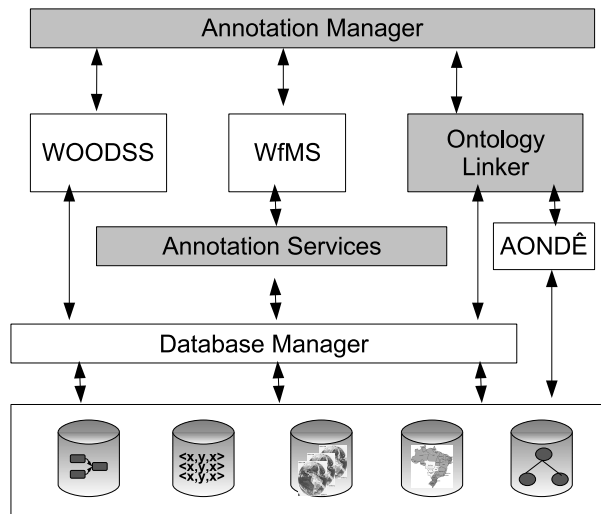 Annotation Manager
WOODSS
WfMS
Ontology
Linker
Annotation Services
AONDÊ
Database Manager
<x,y,x>
<x,y,x>
<x,y,x>